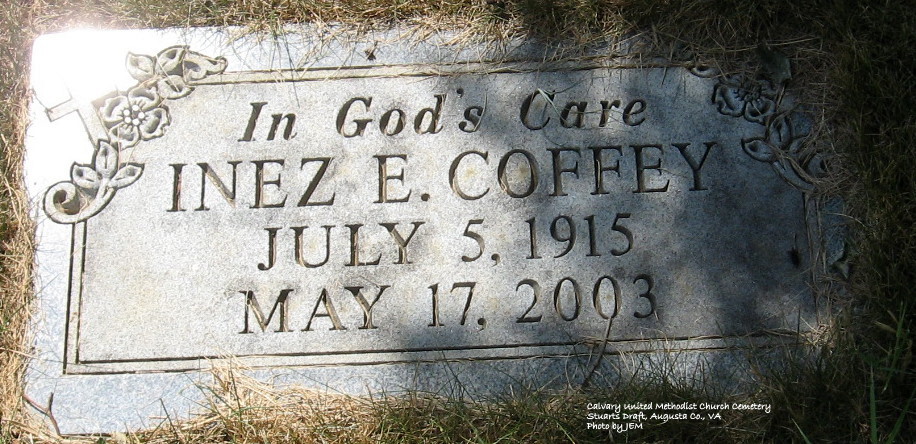 In God's Care
INEZ E. COFFEY
JULY 5, 1915
MAY 17, 2003
Calvary United Methodist Church Cemetery
Stuarts Draft, Augusta Co., VA
Photo by JEM